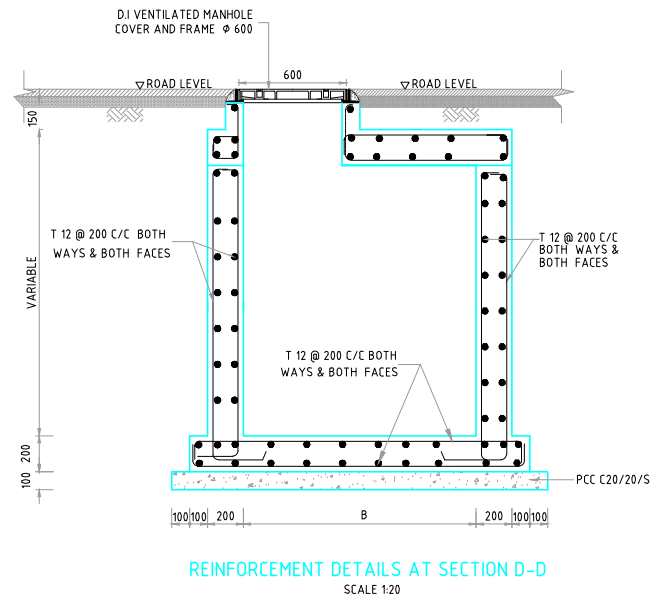 D.I VENTILATED MANHOLE
COVER AND FRAME Φ 600
600
ROAD LEVEL
ROAD LEVEL
150
T 12 @ 200 C/C BOTH
WAYS & BOTH FACES
T 12 @ 200 C/C
BOTH WAYS &
BOTH FACES
VARIABLE
T 12 @ 200 C/C BOTH
WAYS & BOTH FACES
200
100
PCC C20/20/S
100 100 200 B 200 100 100
REINFORCEMENT DETAILS AT SECTION D-D
SCALE 1:20